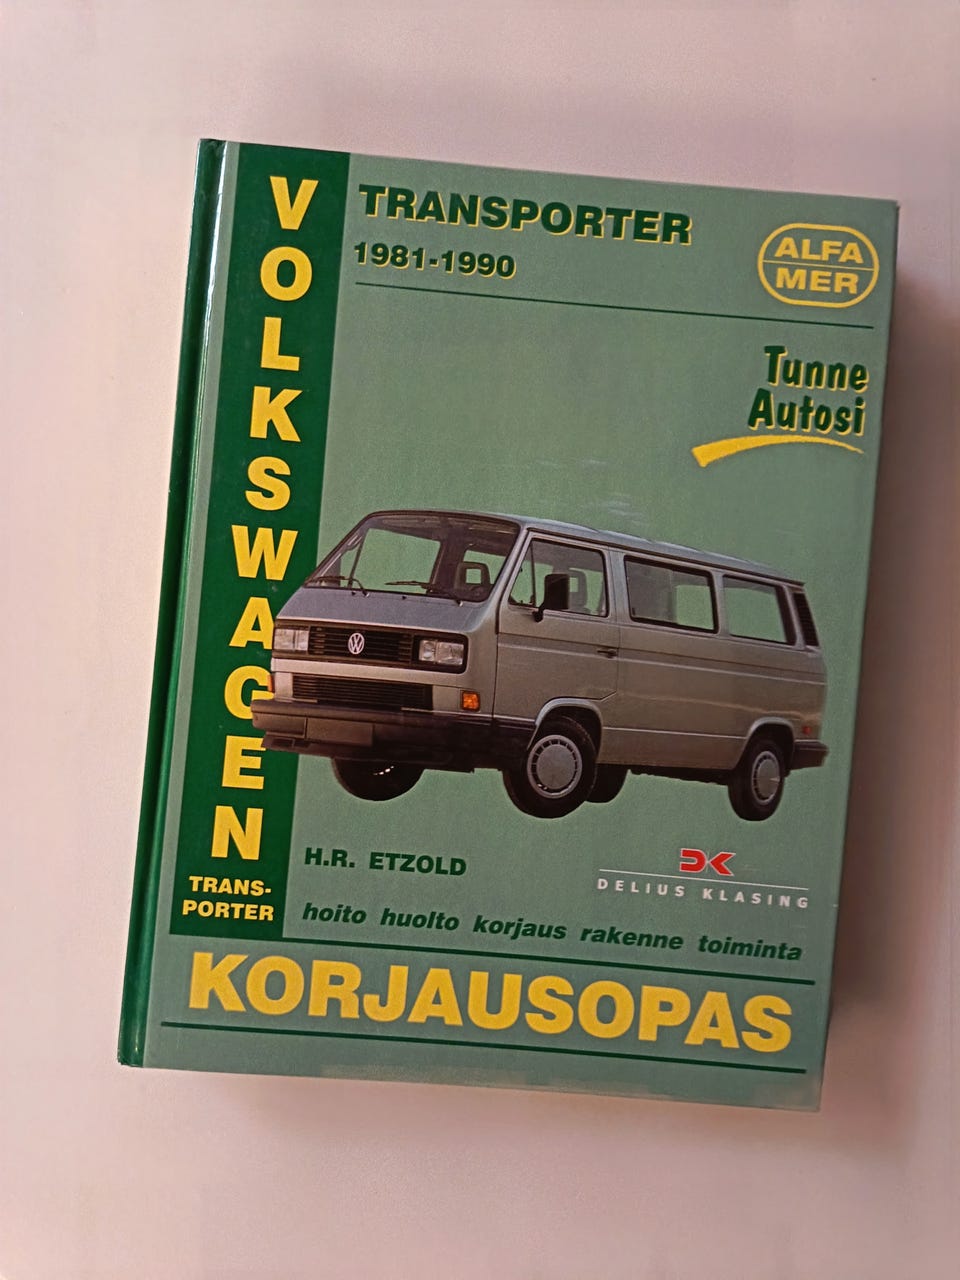 VOLKSWAGEN
TRANS-
PORTER
TRANSPORTER
1981-1990
ALFA
MER
Tunne
Autosi
H.R. ETZOLD
DK
DELIUS KLASING
hoito huolto korjaus rakenne toiminta
KORJAUSOPAS